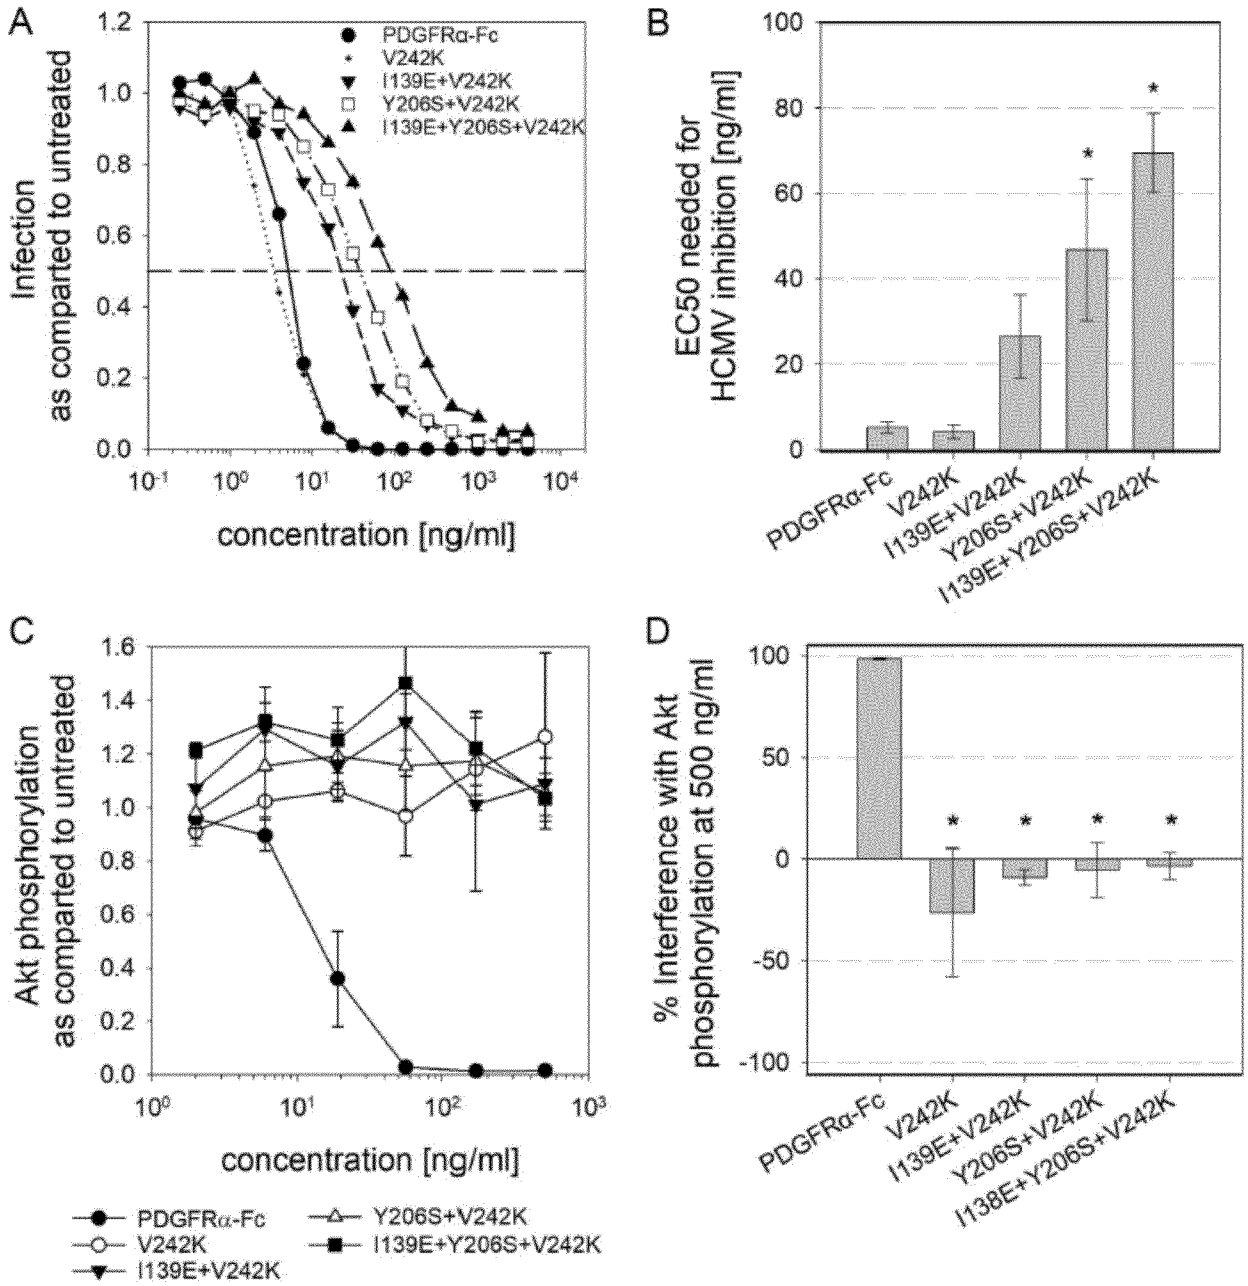 A
1.2
1.0
0.8
0.6
0.4
0.2
0.0
10-1
100
101
102
103
104
Infection
as comparted to untreated
concentration [ng/ml]
PDGFRα-Fc
V242K
I139E+V242K
Y206S+V242K
I139E+Y206S+V242K
B
100
80
60
40
20
0
EC50 needed for
HCMV inhibition [ng/ml]
*
*
PDGFRα-Fc
V242K
I139E+V242K
Y206S+V242K
I139E+Y206S+V242K
C
1.6
1.4
1.2
1.0
0.8
0.6
0.4
0.2
0.0
100
101
102
103
Akt phosphorylation
as comparted to untreated
concentration [ng/ml]
PDGFRα-Fc
V242K
I139E+V242K
Y206S+V242K
I139E+Y206S+V242K
D
100
50
0
-50
-100
% Interference with Akt
phosphorylation at 500 ng/ml
* * * *
PDGFRα-Fc
V242K
I139E+V242K
Y206S+V242K
I138E+Y206S+V242K